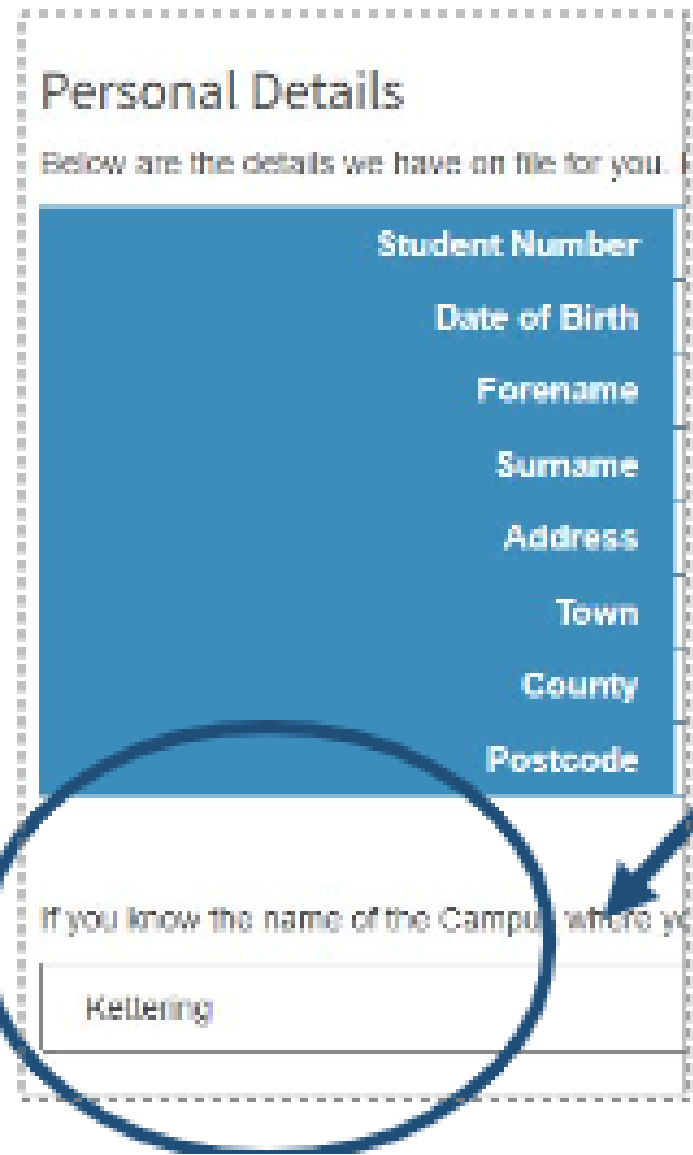 Personal Details
Below are the details we have on file for you.
Student Number
Date of Birth
Forename
Surname
Address
Town
County
Postcode
If you know the name of the Campus where
Kettering